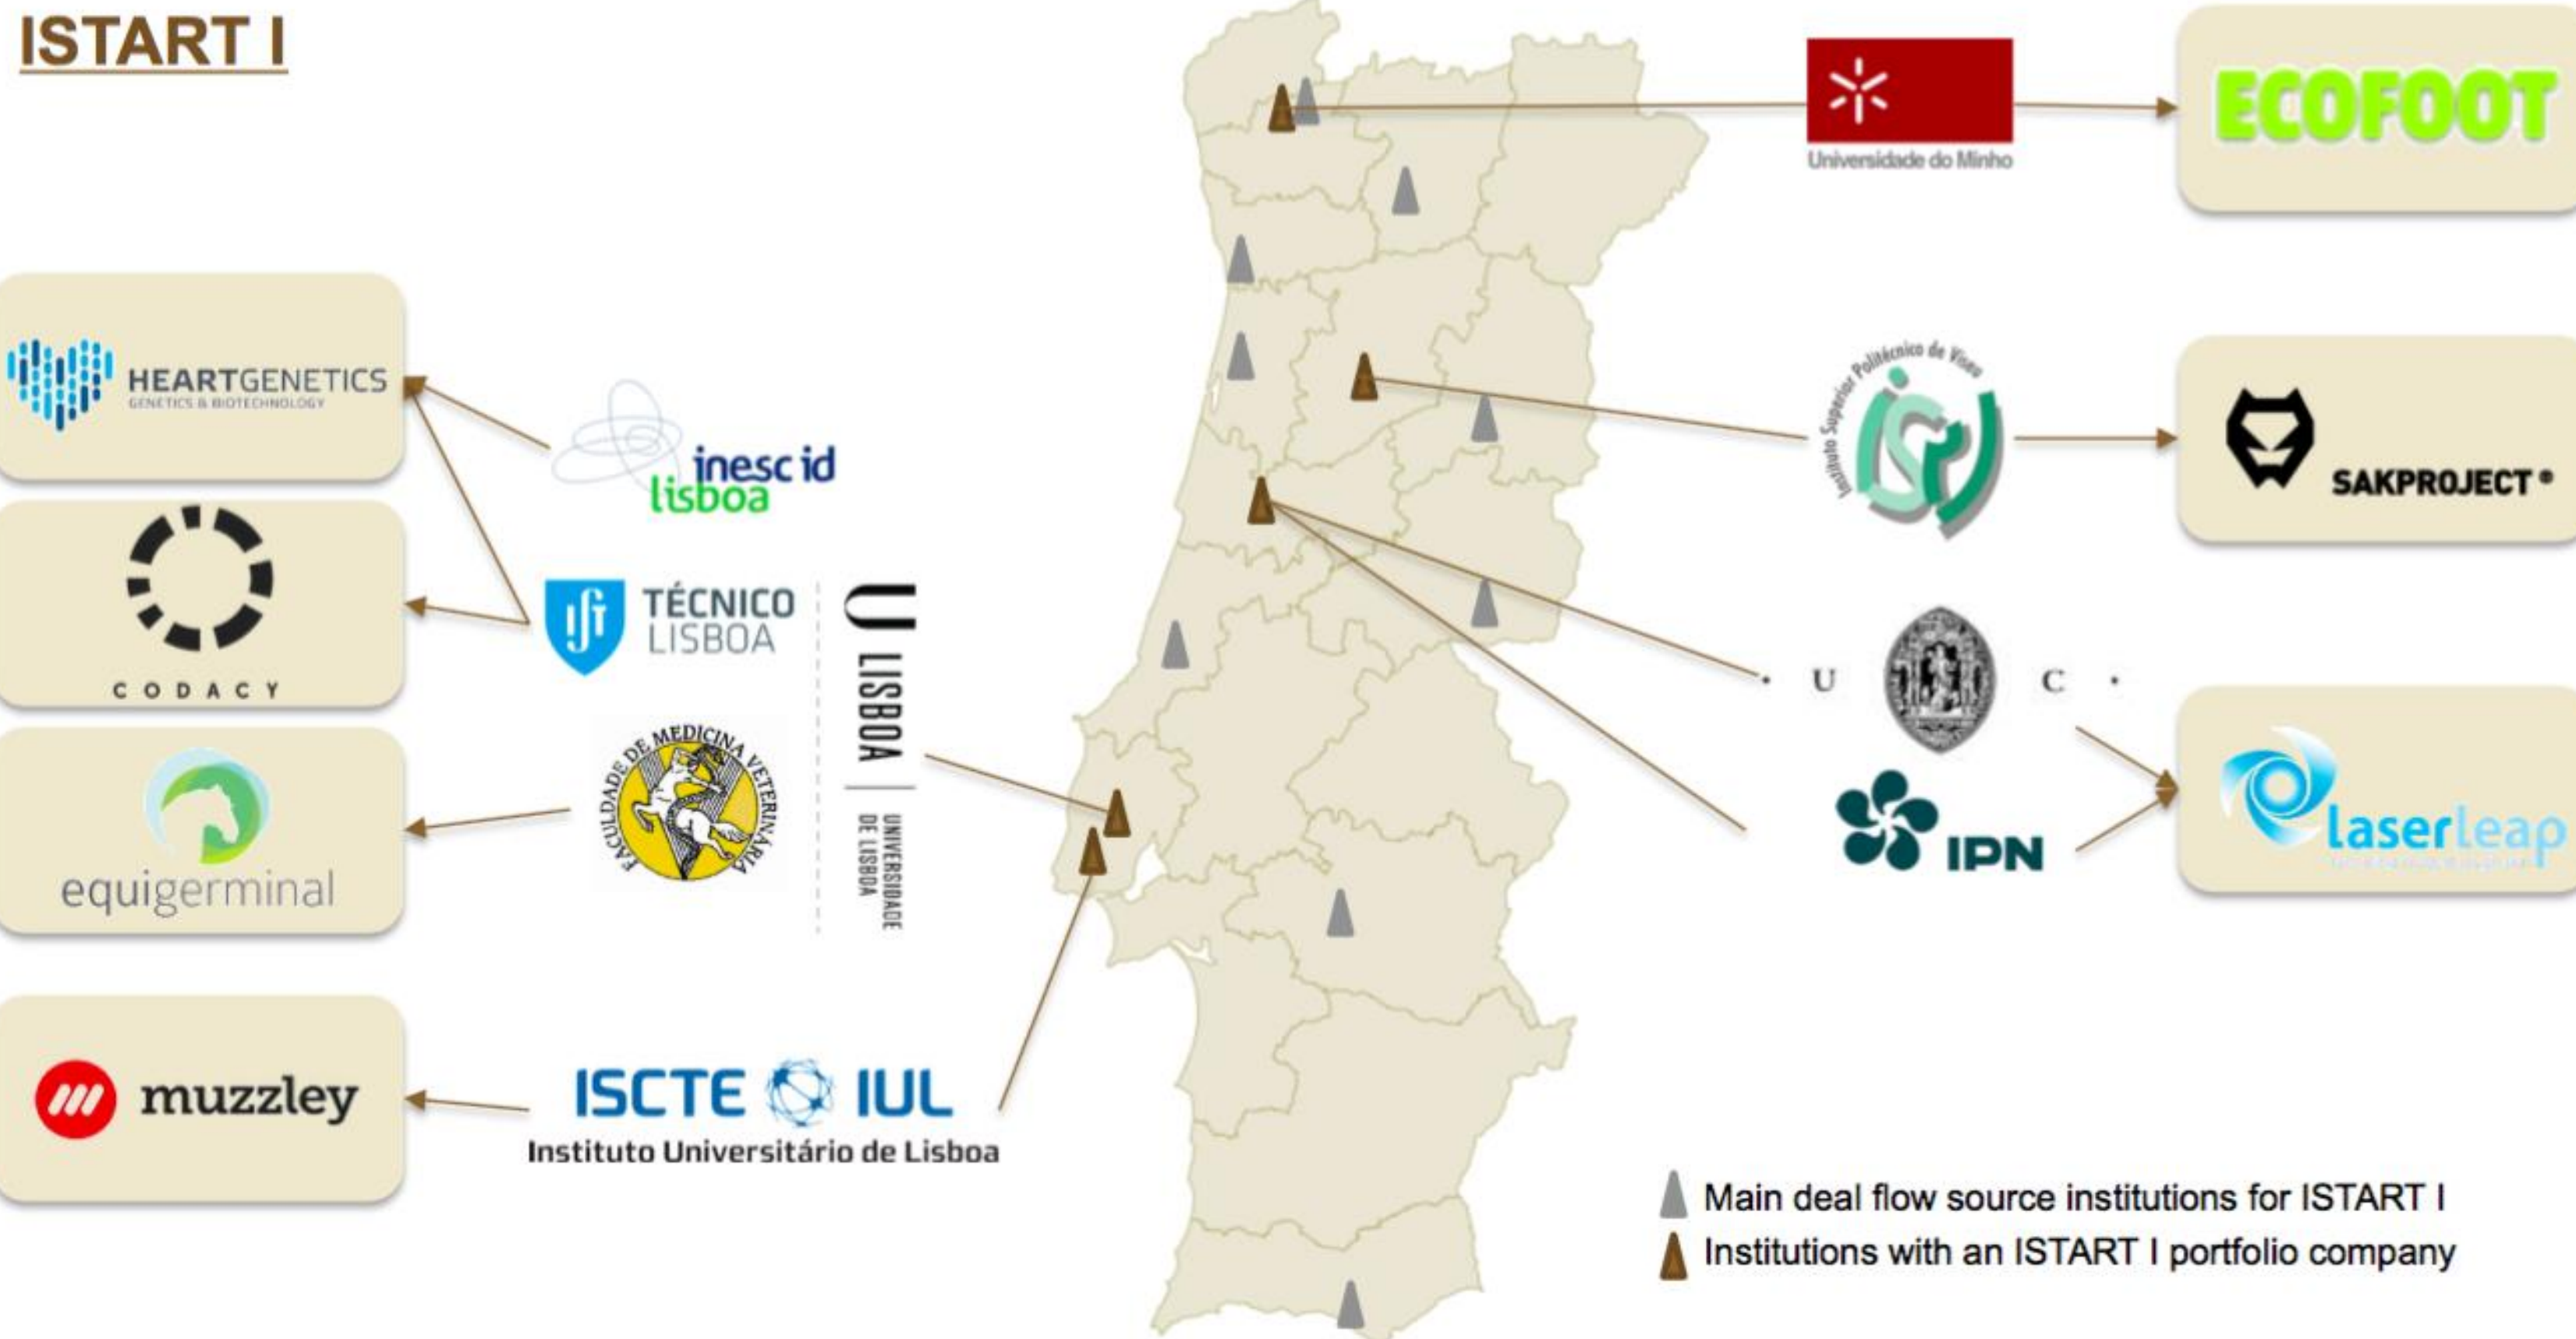 ISTART I
Universidade do Minho
ECOFOOT
HEARTGENETICS
GENETICS & BIOTECHNOLOGY
inesc id
lisboa
Instituto Superior Politécnico de Viseu
ISPV
SAKPROJECT®
CODACY
IST
TÉCNICO
LISBOA
U LISBOA
UNIVERSIDADE
DE LISBOA
FACULDADE DE MEDICINA VETERINÁRIA
equigerminal
· U C ·
IPN
laserleap
muzzley
ISCTE IUL
Instituto Universitário de Lisboa
Main deal flow source institutions for ISTART I
Institutions with an ISTART I portfolio company